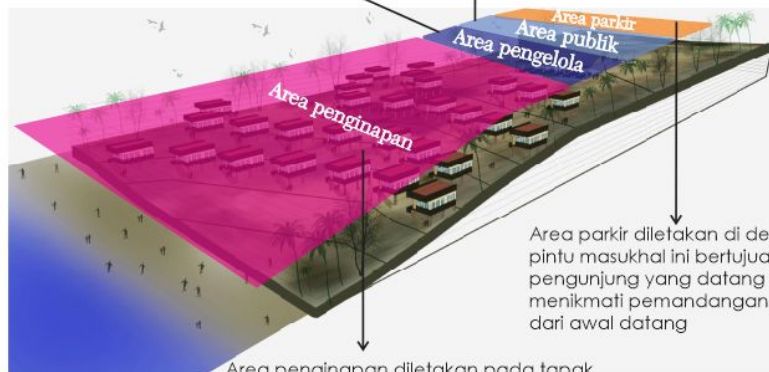 Area parkir
Area publik
Area pengelola
Area penginapan
Area parkir diletakan di de
pintu masukhal ini bertujua
pengunjung yang datang
menikmati pemandangan
dari awal datang
Area penginapan diletakan pada tapak